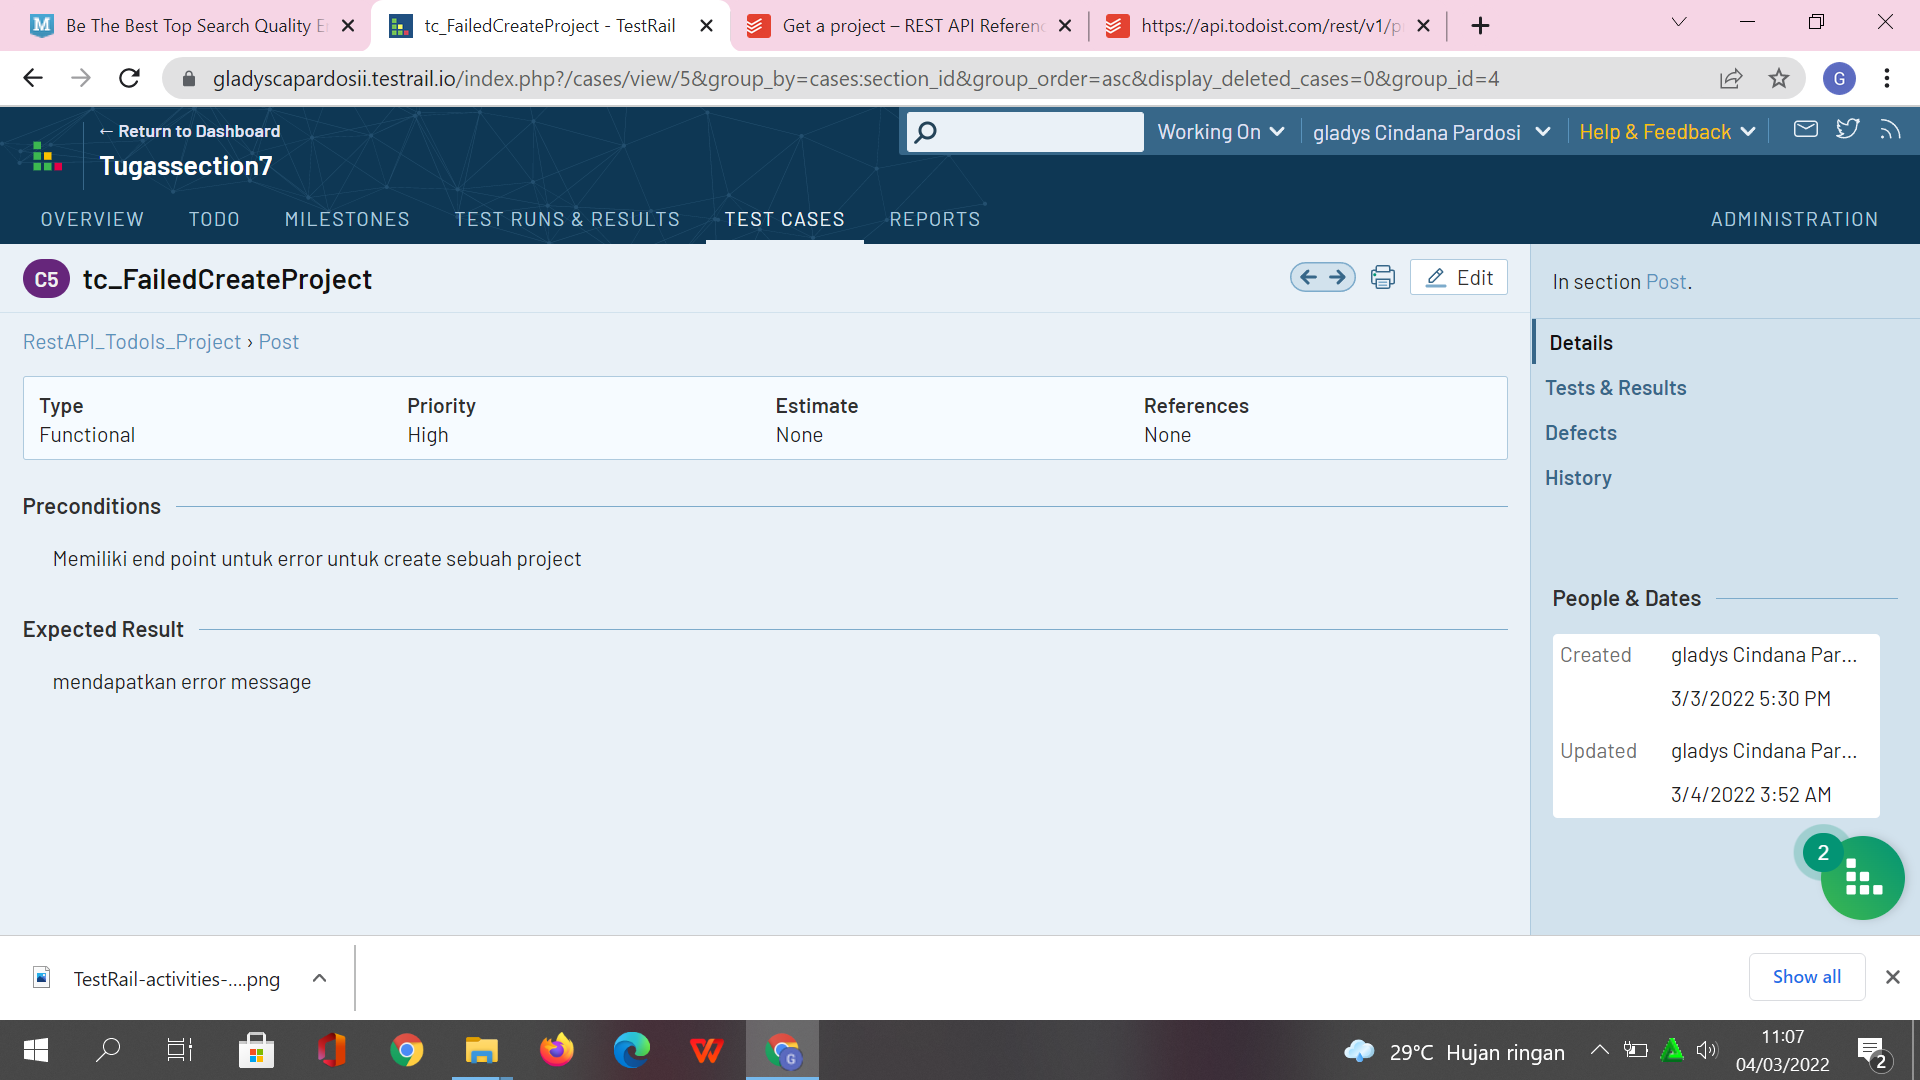 Be The Best Top Search Quality E
tc_FailedCreateProject - TestRail
Get a project – REST API Referen
https://api.todoist.com/rest/v1/p
gladyscapardosii.testrail.io/index.php?/cases/view/5&group_by=cases:section_id&group_order=asc&display_deleted_cases=0&group_id=4
G
← Return to Dashboard
Tugassection7
Working On
gladys Cindana Pardosi
Help & Feedback
OVERVIEW
TODO
MILESTONES
TEST RUNS & RESULTS
TEST CASES
REPORTS
ADMINISTRATION
C5
tc_FailedCreateProject
Edit
RestAPI_TodoIs_Project › Post
Type
Priority
Estimate
References
Functional
High
None
None
Preconditions
Memiliki end point untuk error untuk create sebuah project
Expected Result
mendapatkan error message
In section Post.
Details
Tests & Results
Defects
History
People & Dates
Created
gladys Cindana Par...
3/3/2022 5:30 PM
Updated
gladys Cindana Par...
3/4/2022 3:52 AM
2
TestRail-activities-....png
Show all
29°C Hujan ringan
11:07
04/03/2022
2